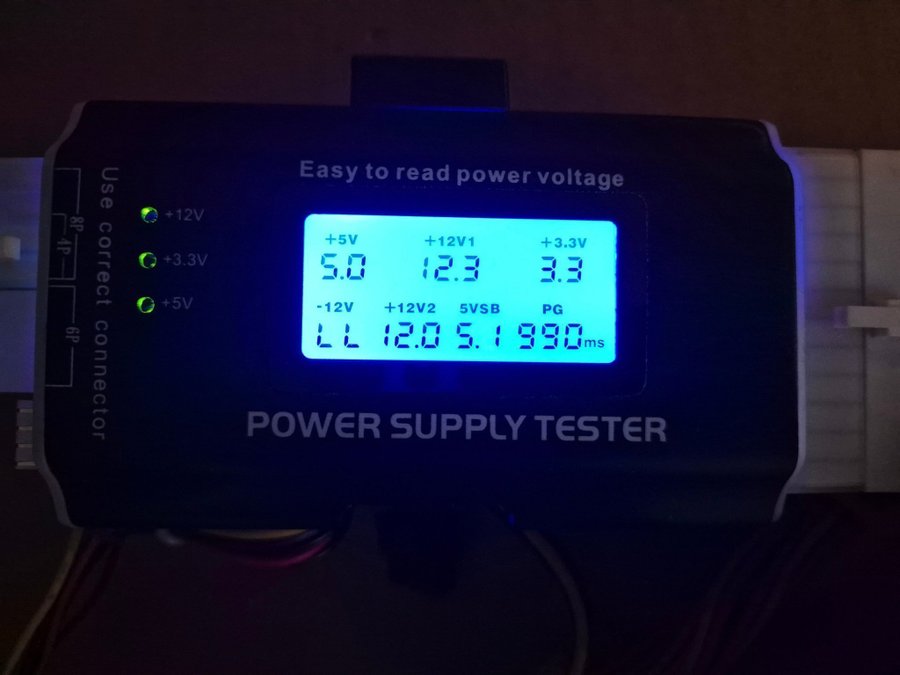 Easy to read power voltage
Use correct connector
8P
4P
6P
+12V
+3.3V
+5V
+5V +12V1 +3.3V
5.0 12.3 3.3
-12V +12V2 5VSB PG
LL 12.0 5.1 990ms
POWER SUPPLY TESTER